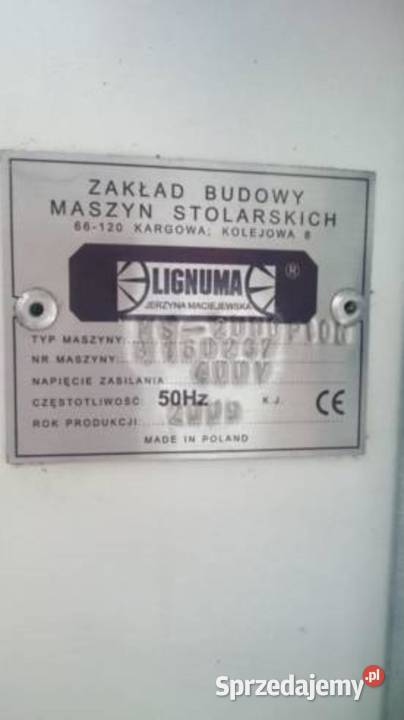 ZAKŁAD BUDOWY
MASZYN STOLARSKICH
66-120 KARGOWA; KOLEJOWA 8
LIGNUMA ®
JERZYNA MACIEJEWSKA
TYP MASZYNY:
NR MASZYNY:
NAPIĘCIE ZASILANIA 400V
CZĘSTOTLIWOŚĆ 50Hz K.J. CE
ROK PRODUKCJI 2009
MADE IN POLAND
Sprzedajemy.pl